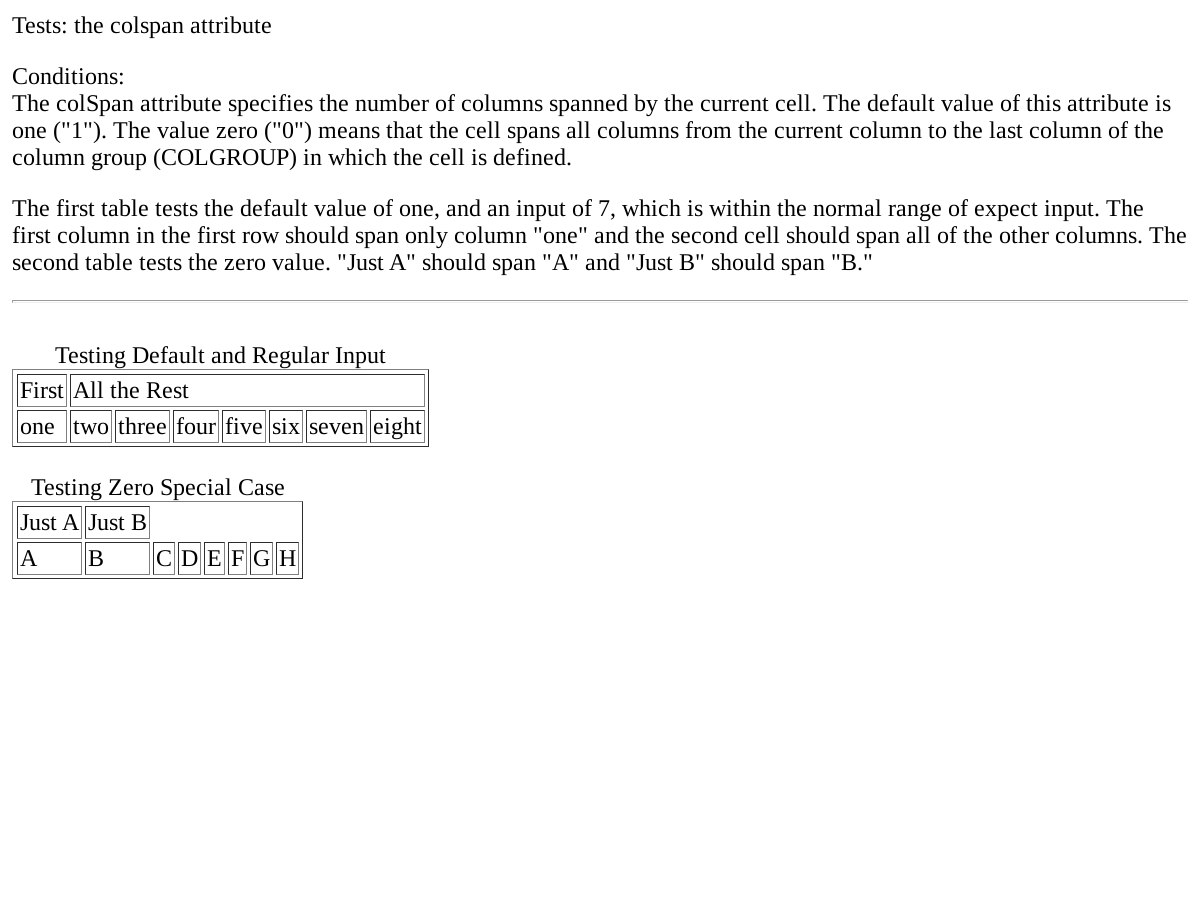 Tests: the colspan attribute
Conditions:
The colSpan attribute specifies the number of columns spanned by the current cell. The default value of this attribute is
one ("1"). The value zero ("0") means that the cell spans all columns from the current column to the last column of the
column group (COLGROUP) in which the cell is defined.
The first table tests the default value of one, and an input of 7, which is within the normal range of expect input. The
first column in the first row should span only column "one" and the second cell should span all of the other columns. The
second table tests the zero value. "Just A" should span "A" and "Just B" should span "B."
Testing Default and Regular Input
First All the Rest
one two three four five six seven eight
Testing Zero Special Case
Just A Just B
A B C D E F G H